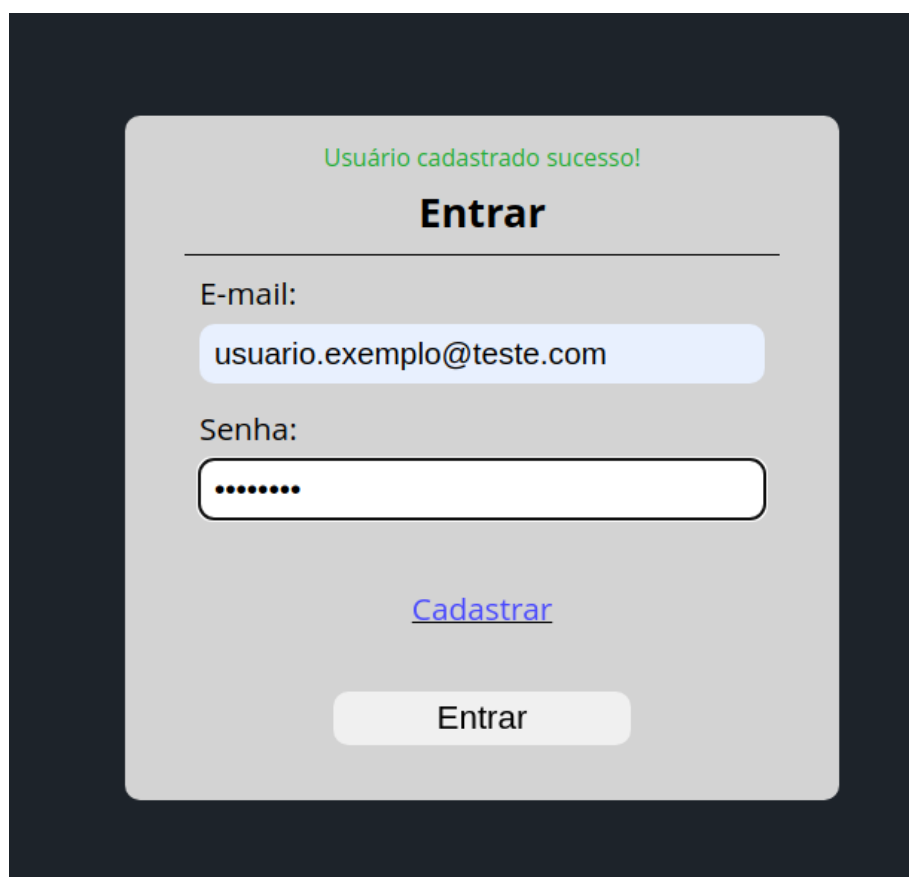 Usuário cadastrado sucesso!
Entrar
E-mail:
usuario.exemplo@teste.com
Senha:
••••••••
Cadastrar
Entrar